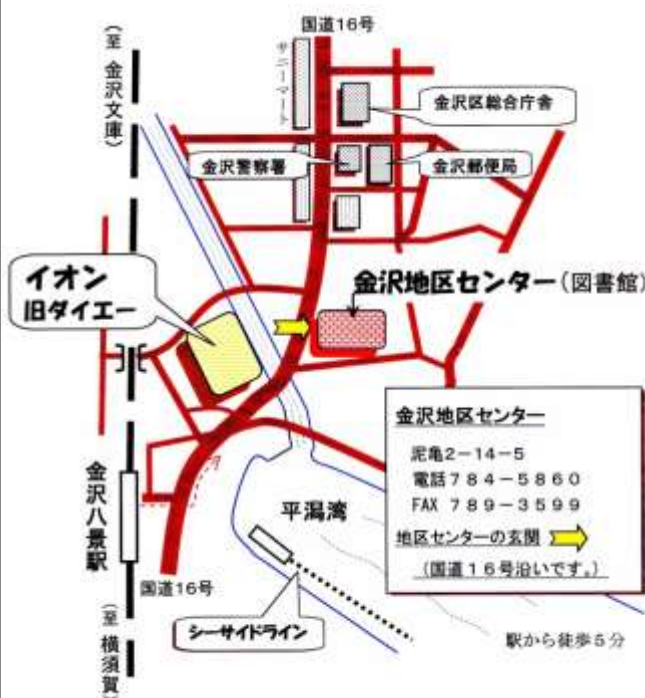 国道16号
(至 金沢文庫)
サニーマート
金沢区総合庁舎
金沢警察署
金沢郵便局
イオン
旧ダイエー
金沢地区センター(図書館)
金沢地区センター
泥亀2-14-5
電話784-5860
FAX 789-3599
地区センターの玄関
(国道16号沿いです。)
金沢八景駅
平潟湾
国道16号
シーサイドライン
(至 横須賀)
駅から徒歩5分